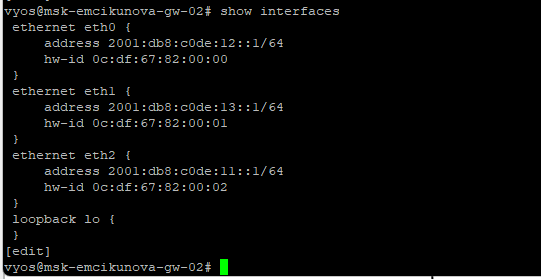 vyos@msk-emcikunova-gw-02# show interfaces
 ethernet eth0 {
     address 2001:db8:c0de:12::1/64
     hw-id 0c:df:67:82:00:00
 }
 ethernet eth1 {
     address 2001:db8:c0de:13::1/64
     hw-id 0c:df:67:82:00:01
 }
 ethernet eth2 {
     address 2001:db8:c0de:11::1/64
     hw-id 0c:df:67:82:00:02
 }
 loopback lo {
 }
[edit]
vyos@msk-emcikunova-gw-02#